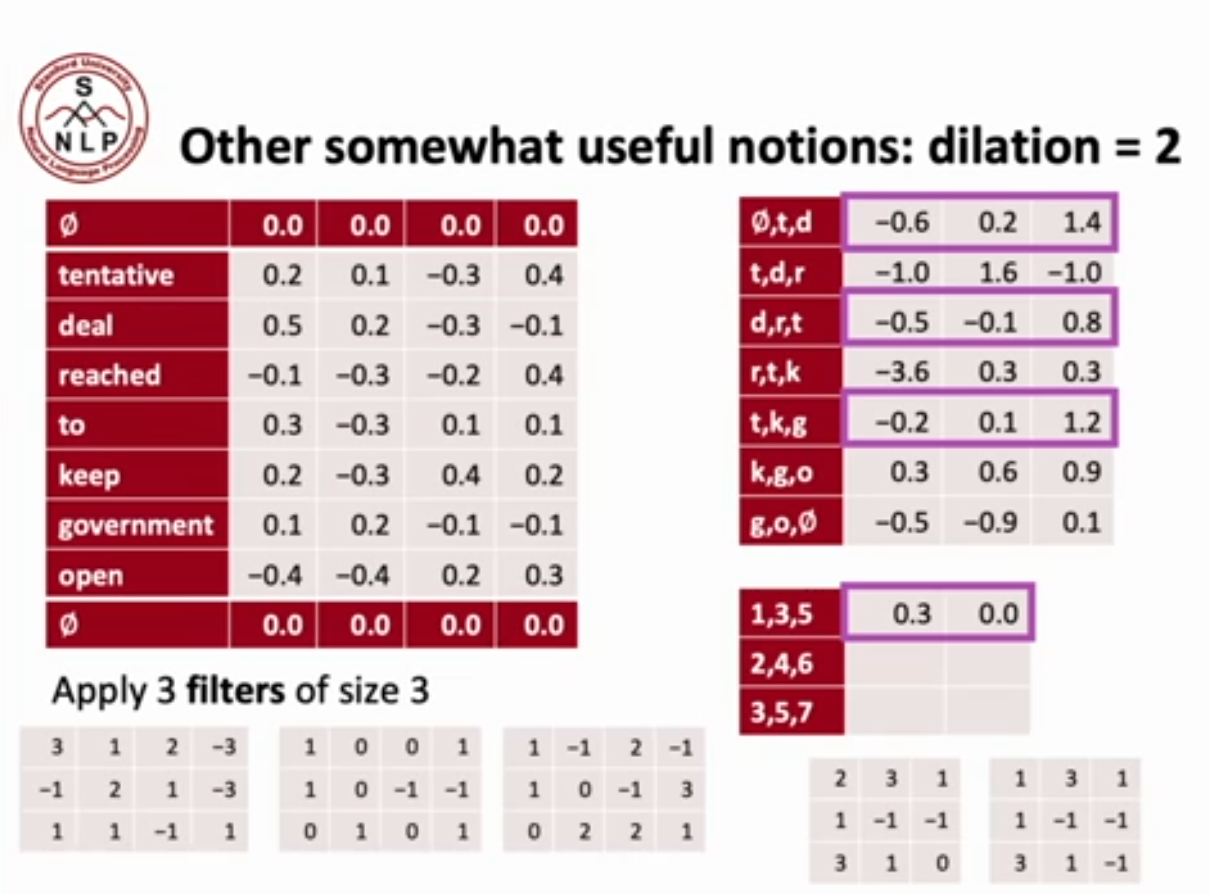 Stanford University
S
N L P
Natural Language Processing
Other somewhat useful notions: dilation = 2
Ø 0.0 0.0 0.0 0.0
tentative 0.2 0.1 −0.3 0.4
deal 0.5 0.2 −0.3 −0.1
reached −0.1 −0.3 −0.2 0.4
to 0.3 −0.3 0.1 0.1
keep 0.2 −0.3 0.4 0.2
government 0.1 0.2 −0.1 −0.1
open −0.4 −0.4 0.2 0.3
Ø 0.0 0.0 0.0 0.0
Apply 3 filters of size 3
3 1 2 −3
−1 2 1 −3
1 1 −1 1
1 0 0 1
1 0 −1 −1
0 1 0 1
1 −1 2 −1
1 0 −1 3
0 2 2 1
Ø,t,d −0.6 0.2 1.4
t,d,r −1.0 1.6 −1.0
d,r,t −0.5 −0.1 0.8
r,t,k −3.6 0.3 0.3
t,k,g −0.2 0.1 1.2
k,g,o 0.3 0.6 0.9
g,o,Ø −0.5 −0.9 0.1
1,3,5 0.3 0.0
2,4,6
3,5,7
2 3 1
1 −1 −1
3 1 0
1 3 1
1 −1 −1
3 1 −1